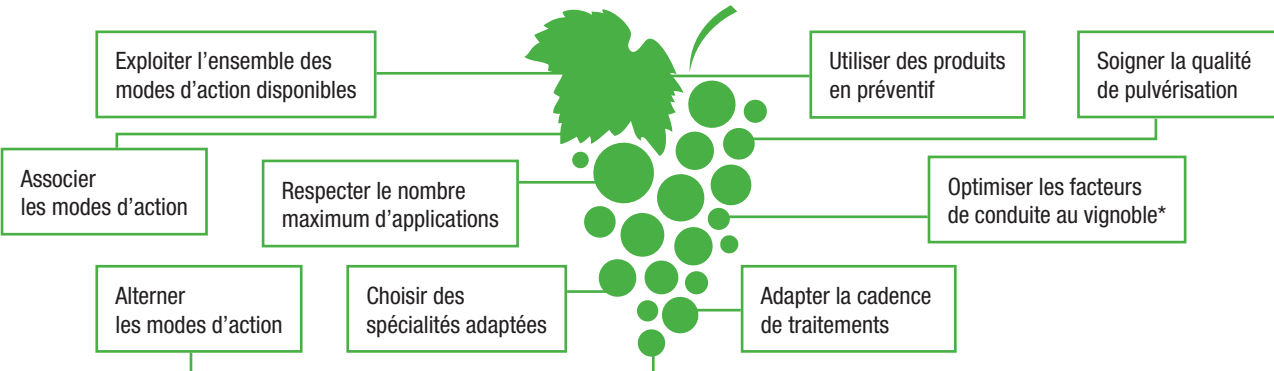 Exploiter l'ensemble des
modes d'action disponibles
Utiliser des produits
en préventif
Soigner la qualité
de pulvérisation
Associer
les modes d'action
Respecter le nombre
maximum d'applications
Optimiser les facteurs
de conduite au vignoble*
Alterner
les modes d'action
Choisir des
spécialités adaptées
Adapter la cadence
de traitements